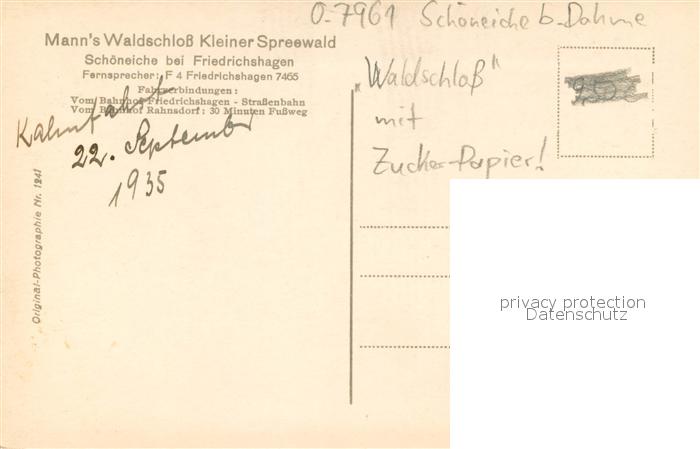 O-7961 Schöneiche b. Dahme
Mann's Waldschloß Kleiner Spreewald
Schöneiche bei Friedrichshagen
Fernsprecher: F 4 Friedrichshagen 7465
Fahrverbindungen:
Vom Bahnhof Friedrichshagen - Straßenbahn
Vom Bahnhof Rahnsdorf: 30 Minuten Fußweg
Kahnfahrt
22. September
1935
Original-Photographie Nr. 1241
„Waldschloß"
mit
Zucker-Papier!
privacy protection
Datenschutz